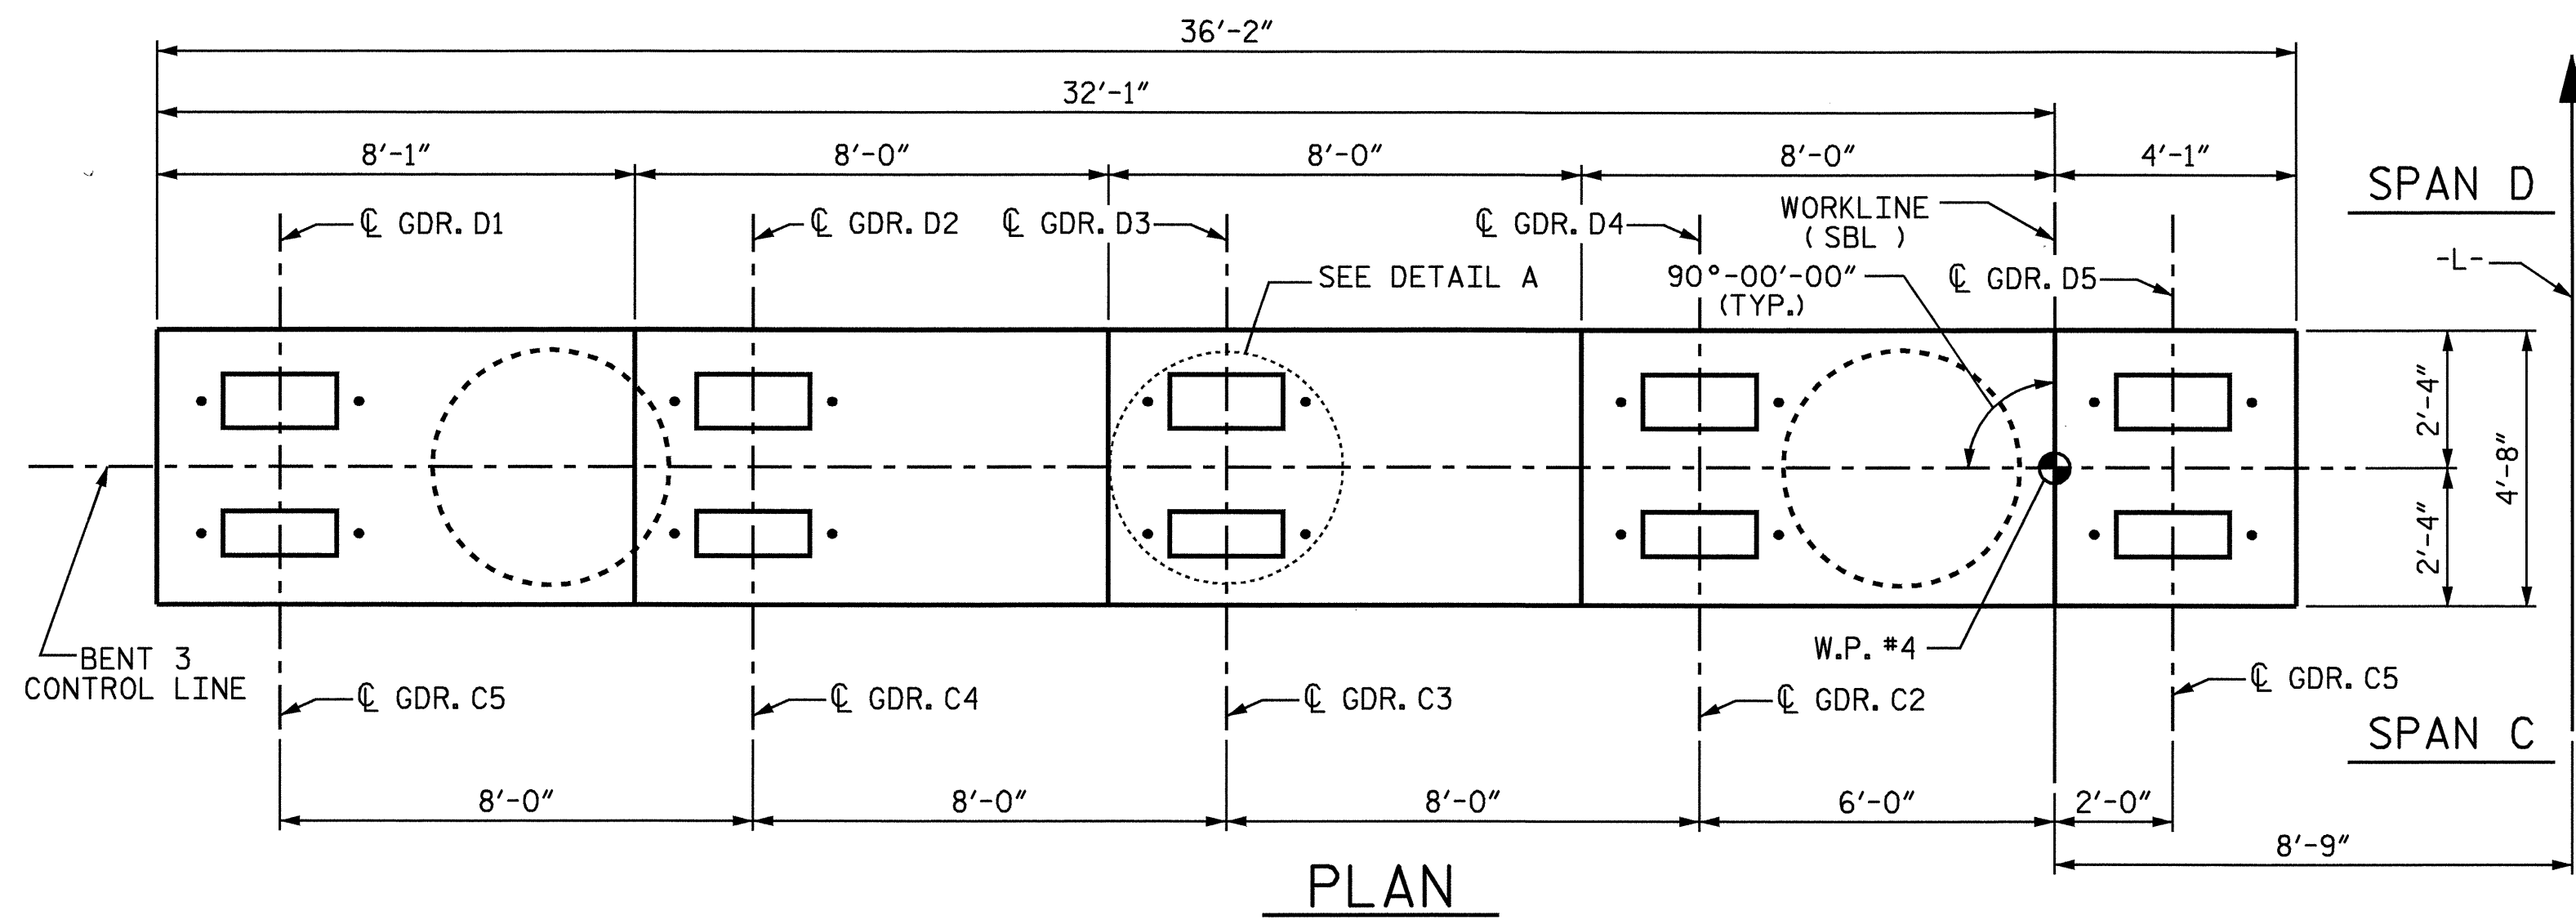 36'-2"
32'-1"
8'-1"
8'-0"
8'-0"
8'-0"
4'-1"
SPAN D
℄ GDR. D1
℄ GDR. D2
℄ GDR. D3
℄ GDR. D4
WORKLINE
( SBL )
-L-
SEE DETAIL A
90°-00'-00"
(TYP.)
℄ GDR. D5
2'-4"
4'-8"
2'-4"
W.P. #4
BENT 3
CONTROL LINE
℄ GDR. C5
℄ GDR. C4
℄ GDR. C3
℄ GDR. C2
℄ GDR. C5
SPAN C
8'-0"
8'-0"
8'-0"
6'-0"
2'-0"
8'-9"
PLAN